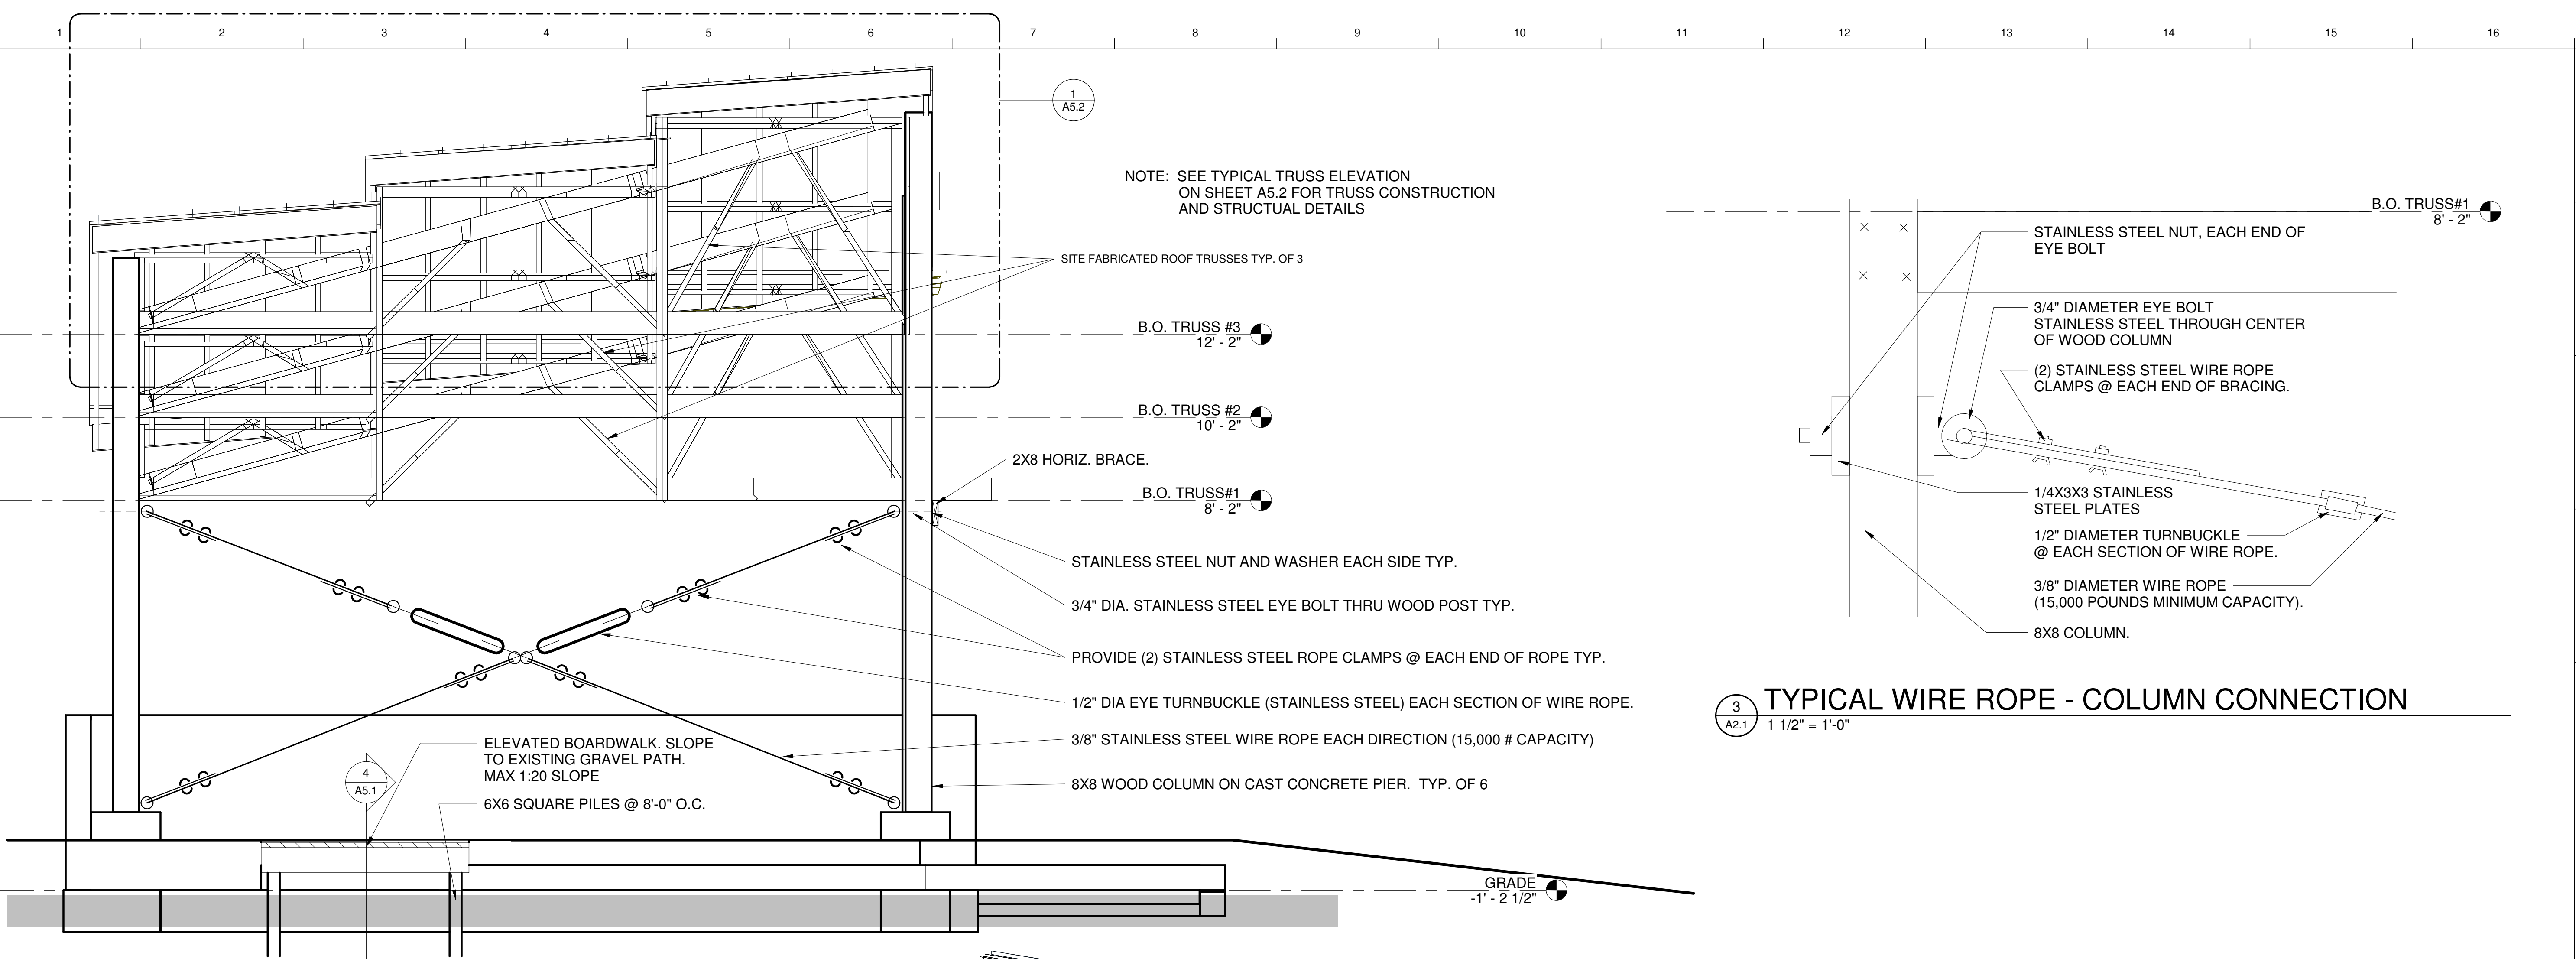 1 2 3 4 5 6 7 8 9 10 11 12 13 14 15 16
1
A5.2
NOTE: SEE TYPICAL TRUSS ELEVATION
ON SHEET A5.2 FOR TRUSS CONSTRUCTION
AND STRUCTUAL DETAILS
SITE FABRICATED ROOF TRUSSES TYP. OF 3
B.O. TRUSS #3
12' - 2"
B.O. TRUSS #2
10' - 2"
2X8 HORIZ. BRACE.
B.O. TRUSS#1
8' - 2"
STAINLESS STEEL NUT AND WASHER EACH SIDE TYP.
3/4" DIA. STAINLESS STEEL EYE BOLT THRU WOOD POST TYP.
PROVIDE (2) STAINLESS STEEL ROPE CLAMPS @ EACH END OF ROPE TYP.
1/2" DIA EYE TURNBUCKLE (STAINLESS STEEL) EACH SECTION OF WIRE ROPE.
3/8" STAINLESS STEEL WIRE ROPE EACH DIRECTION (15,000 # CAPACITY)
8X8 WOOD COLUMN ON CAST CONCRETE PIER. TYP. OF 6
ELEVATED BOARDWALK. SLOPE
TO EXISTING GRAVEL PATH.
MAX 1:20 SLOPE
4
A5.1
6X6 SQUARE PILES @ 8'-0" O.C.
GRADE
-1' - 2 1/2"
B.O. TRUSS#1
8' - 2"
STAINLESS STEEL NUT, EACH END OF
EYE BOLT
3/4" DIAMETER EYE BOLT
STAINLESS STEEL THROUGH CENTER
OF WOOD COLUMN
(2) STAINLESS STEEL WIRE ROPE
CLAMPS @ EACH END OF BRACING.
1/4X3X3 STAINLESS
STEEL PLATES
1/2" DIAMETER TURNBUCKLE
@ EACH SECTION OF WIRE ROPE.
3/8" DIAMETER WIRE ROPE
(15,000 POUNDS MINIMUM CAPACITY).
8X8 COLUMN.
3
A2.1
TYPICAL WIRE ROPE - COLUMN CONNECTION
1 1/2" = 1'-0"